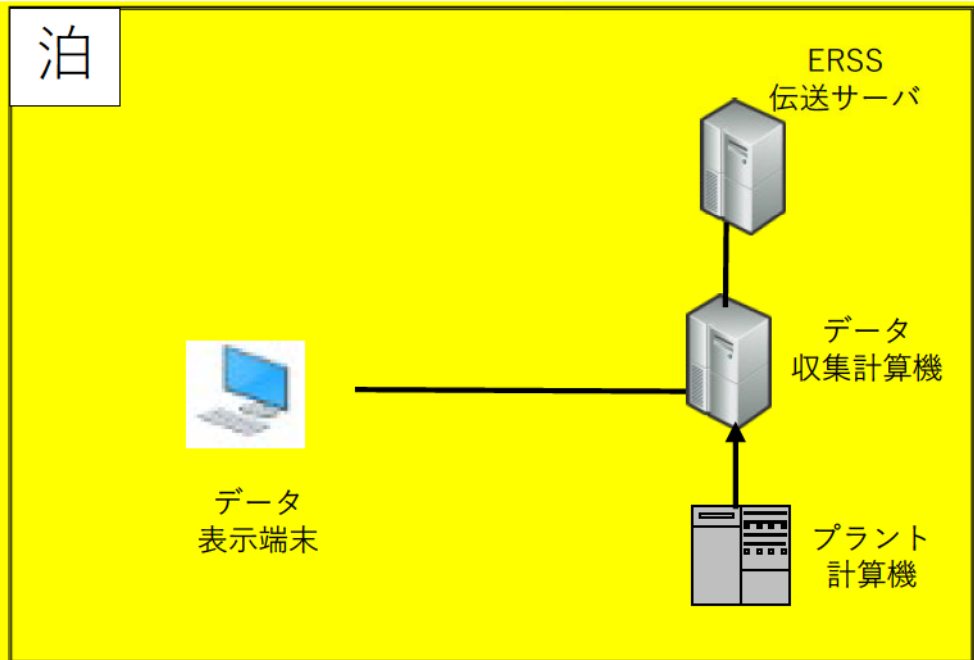 泊
ERSS
伝送サーバ
データ
収集計算機
データ
表示端末
プラント
計算機